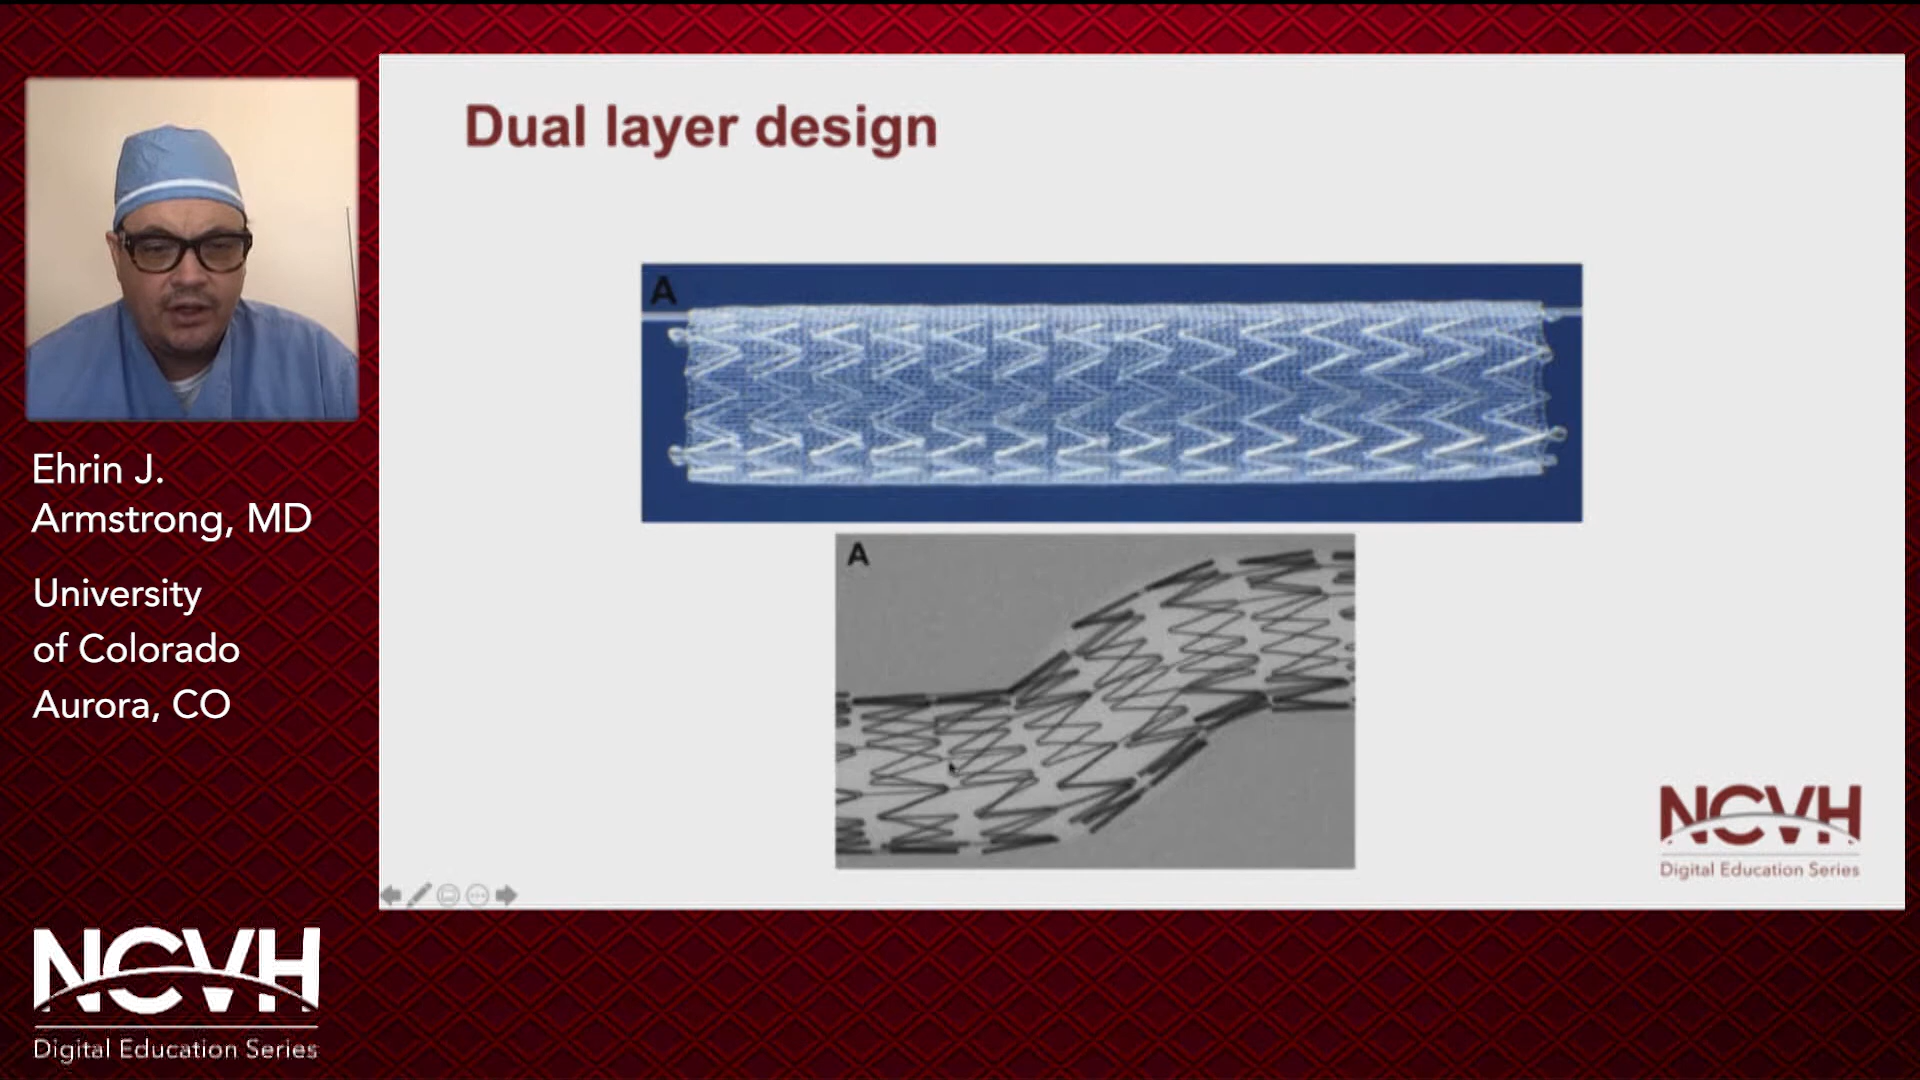 Dual layer design
A
A
Ehrin J.
Armstrong, MD
University
of Colorado
Aurora, CO
NCVH
Digital Education Series
NCVH
Digital Education Series